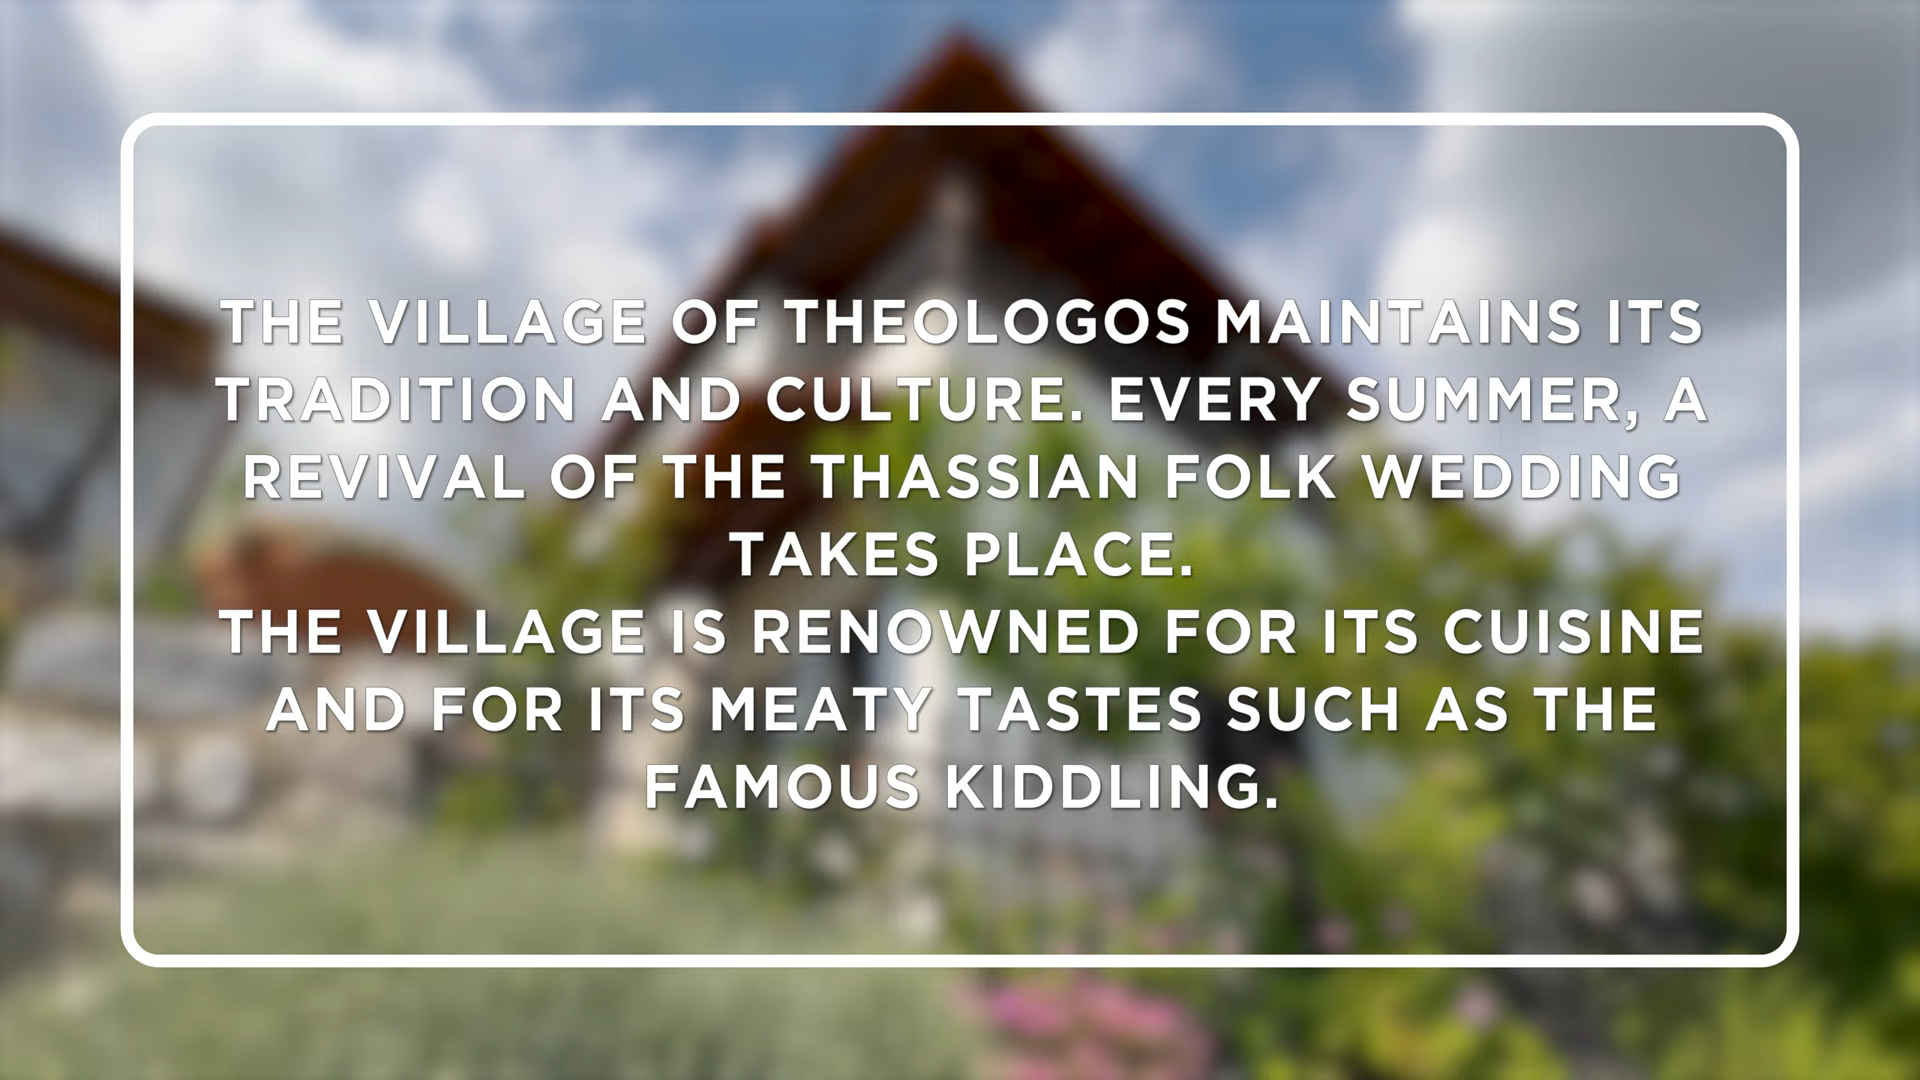 THE VILLAGE OF THEOLOGOS MAINTAINS ITS
TRADITION AND CULTURE. EVERY SUMMER, A
REVIVAL OF THE THASSIAN FOLK WEDDING
TAKES PLACE.
THE VILLAGE IS RENOWNED FOR ITS CUISINE
AND FOR ITS MEATY TASTES SUCH AS THE
FAMOUS KIDDLING.